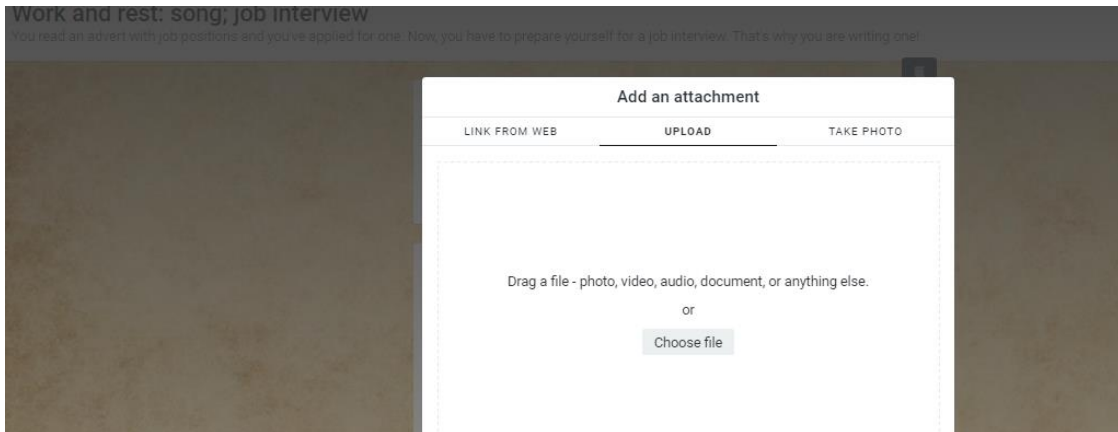 Work and rest: song; job interview
You read an advert with job positions and you've applied for one. Now, you have to prepare yourself for a job interview. That's why you are writing one!
Add an attachment
LINK FROM WEB UPLOAD TAKE PHOTO
Drag a file - photo, video, audio, document, or anything else.
or
Choose file